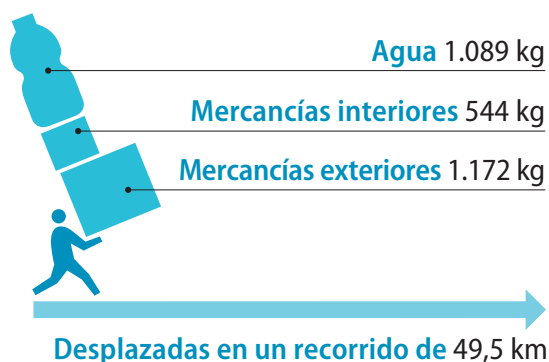 Agua 1.089 kg
Mercancías interiores 544 kg
Mercancías exteriores 1.172 kg
Desplazadas en un recorrido de 49,5 km